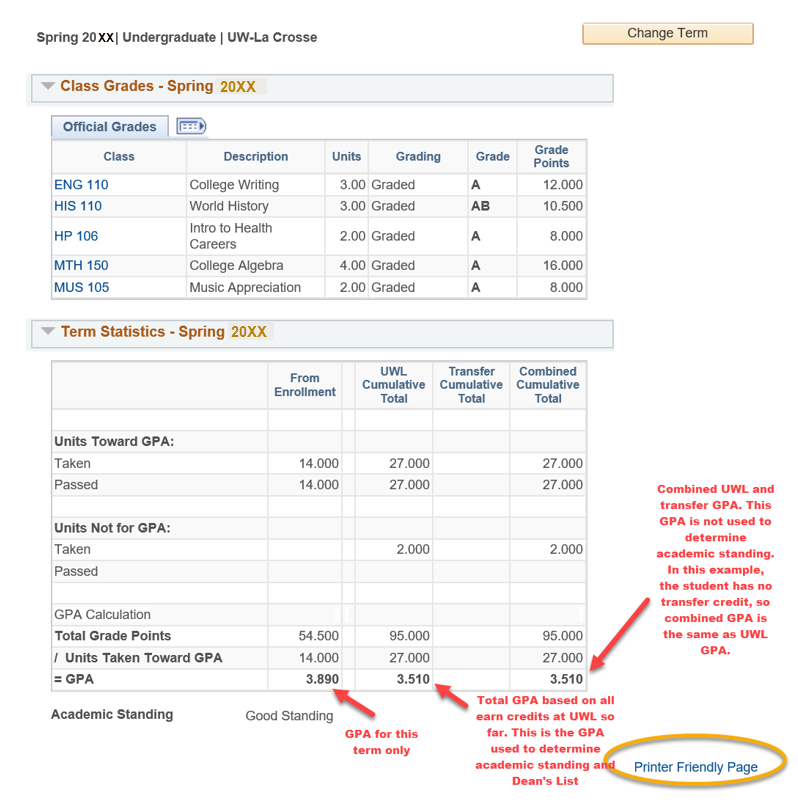 Spring 20XX| Undergraduate | UW-La Crosse
Change Term
Class Grades - Spring 20XX
Official Grades
Class Description Units Grading Grade Grade Points
ENG 110 College Writing 3.00 Graded A 12.000
HIS 110 World History 3.00 Graded AB 10.500
HP 106 Intro to Health Careers 2.00 Graded A 8.000
MTH 150 College Algebra 4.00 Graded A 16.000
MUS 105 Music Appreciation 2.00 Graded A 8.000
Term Statistics - Spring 20XX
From Enrollment UWL Cumulative Total Transfer Cumulative Total Combined Cumulative Total
Units Toward GPA:
Taken 14.000 27.000 27.000
Passed 14.000 27.000 27.000
Units Not for GPA:
Taken 2.000 2.000
Passed
GPA Calculation
Total Grade Points 54.500 95.000 95.000
/ Units Taken Toward GPA 14.000 27.000 27.000
= GPA 3.890 3.510 3.510
Academic Standing Good Standing
Combined UWL and
transfer GPA. This
GPA is not used to
determine
academic standing.
In this example,
the student has no
transfer credit, so
combined GPA is
the same as UWL
GPA.
GPA for this
term only
Total GPA based on all
earn credits at UWL so
far. This is the GPA
used to determine
academic standing and
Dean's List
Printer Friendly Page